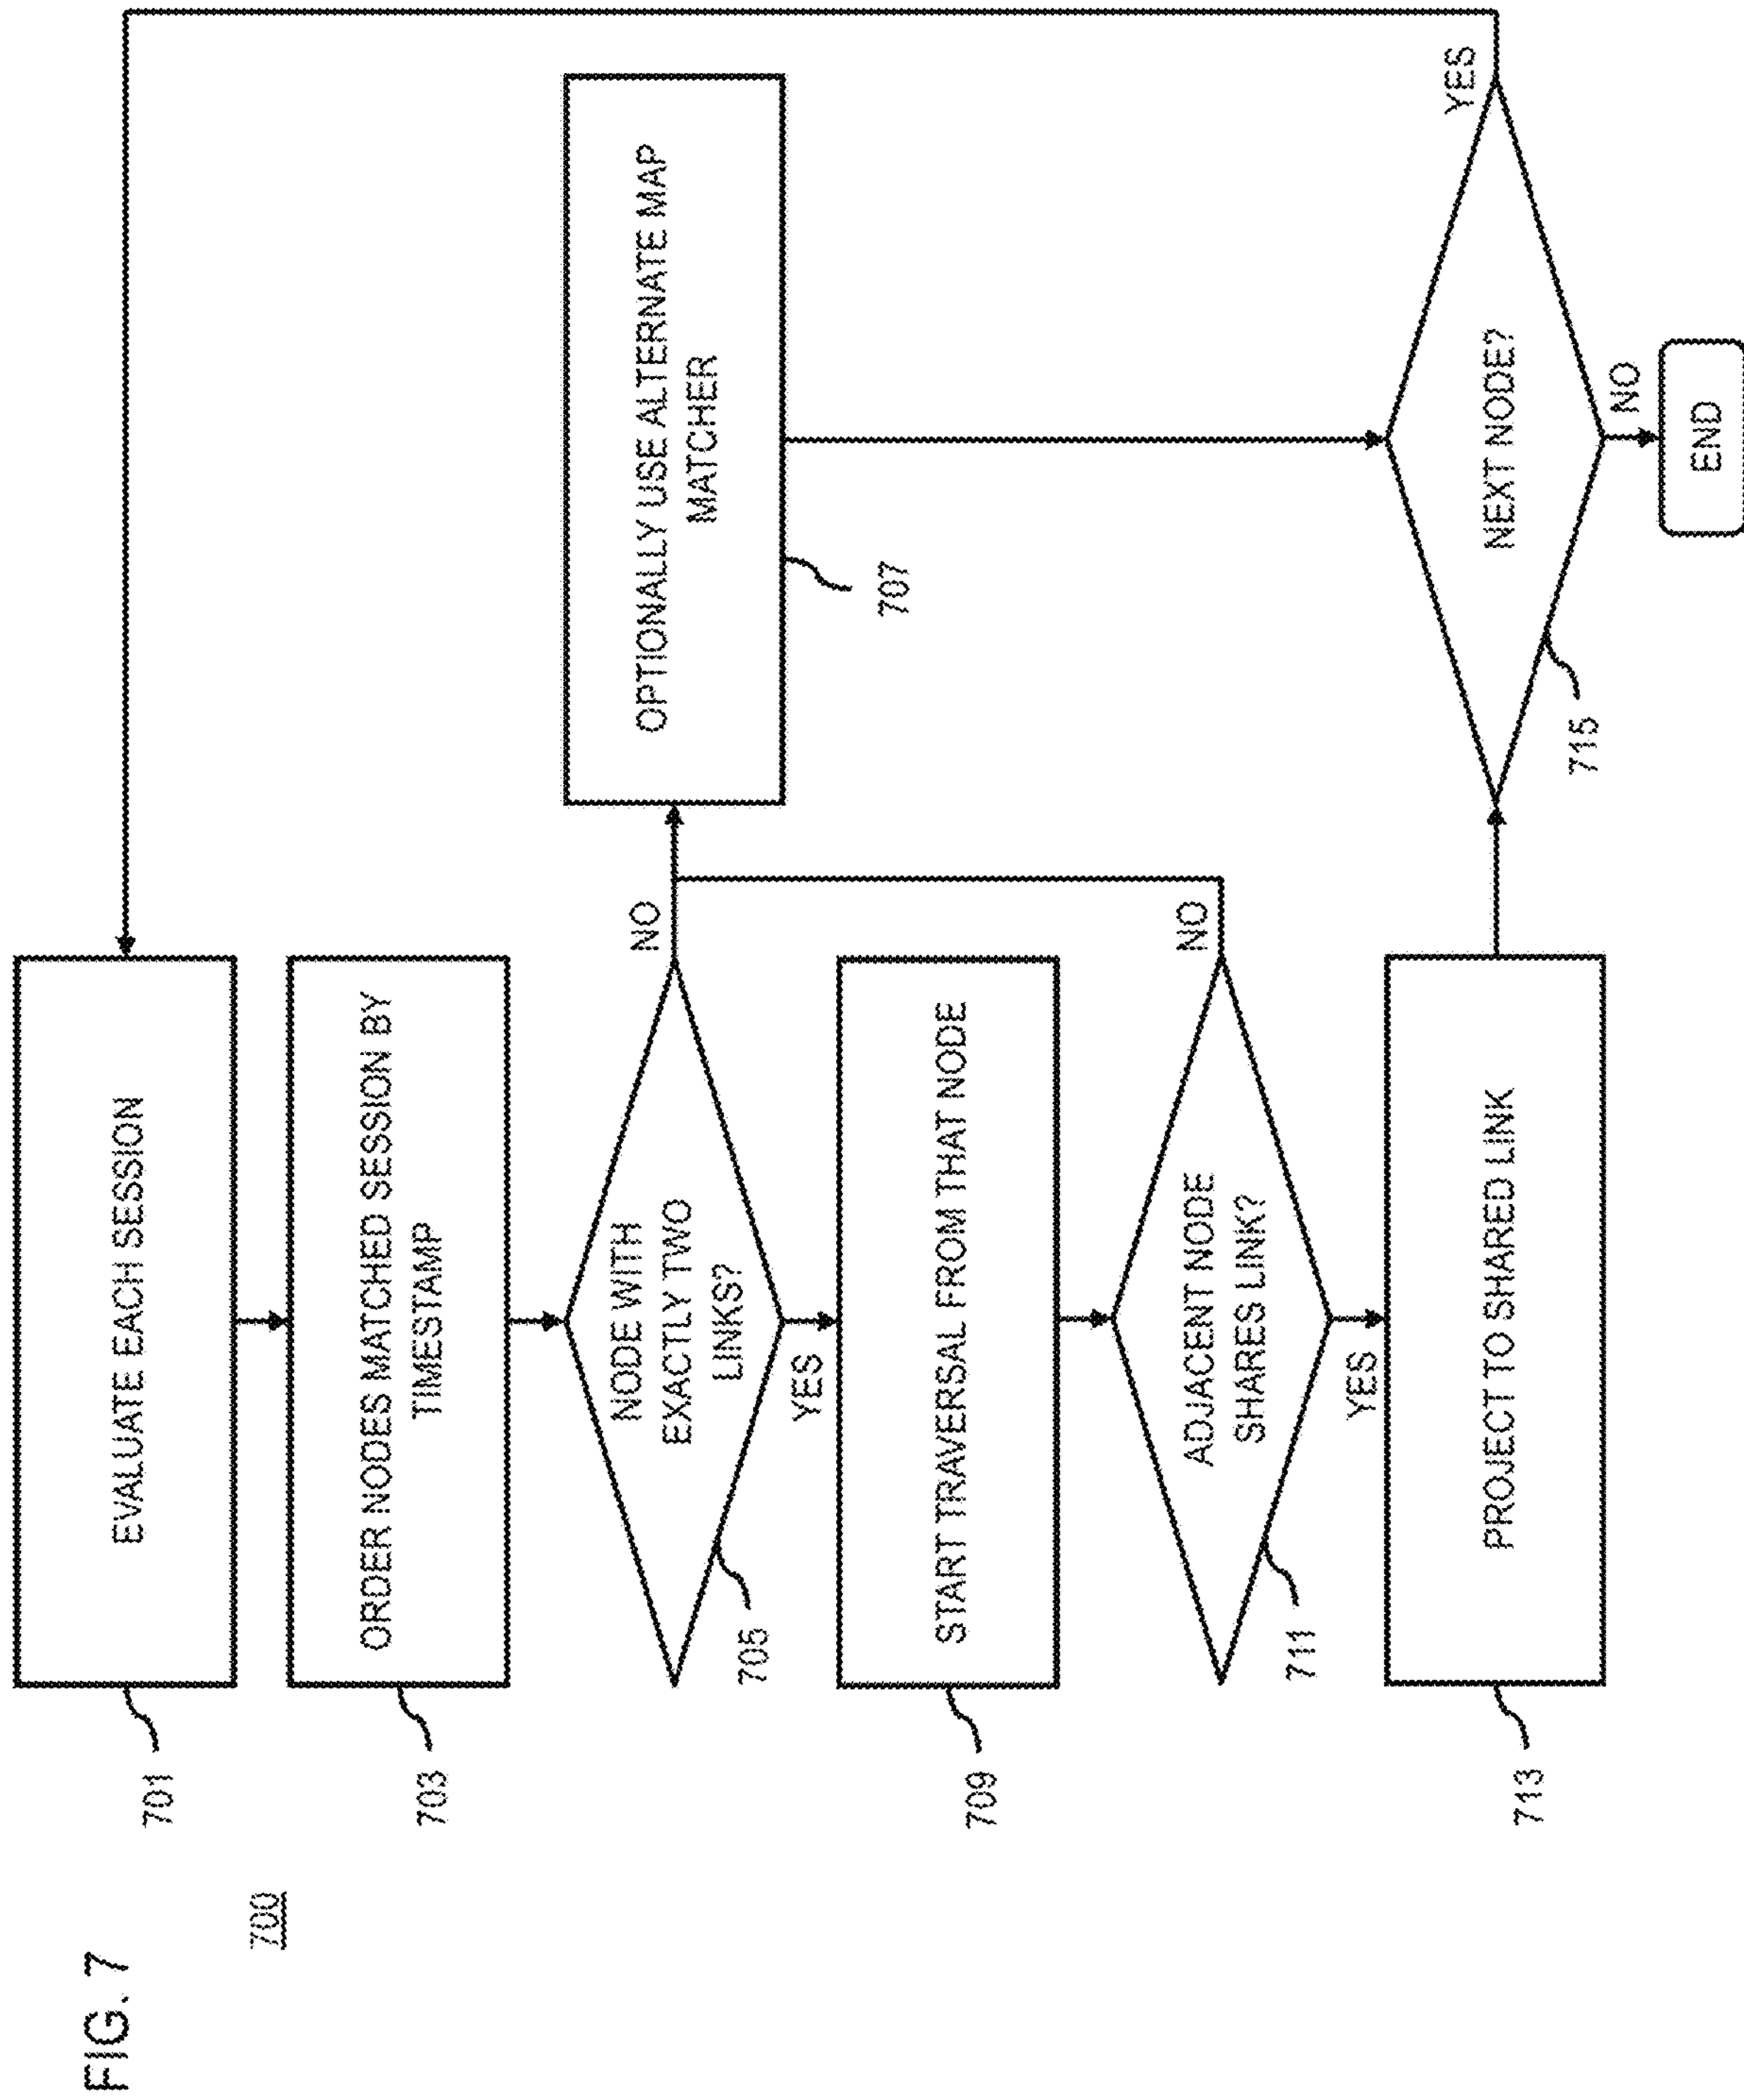 FIG. 7
700
701
EVALUATE EACH SESSION
703
ORDER NODES MATCHED SESSION BY
TIMESTAMP
705
NODE WITH
EXACTLY TWO
LINKS?
NO
YES
OPTIONALLY USE ALTERNATE MAP
MATCHER
707
709
START TRAVERSAL FROM THAT NODE
711
ADJACENT NODE
SHARES LINK?
NO
YES
713
PROJECT TO SHARED LINK
715
NEXT NODE?
YES
NO
END